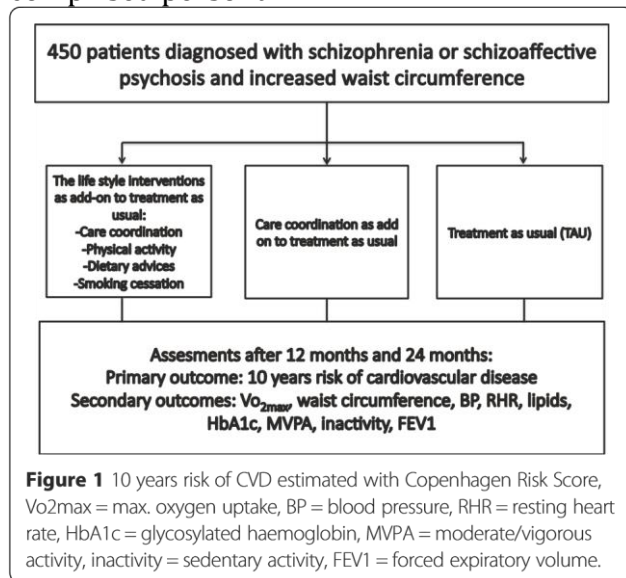 450 patients diagnosed with schizophrenia or schizoaffective
psychosis and increased waist circumference
The life style interventions
as add-on to treatment as
usual:
-Care coordination
-Physical activity
-Dietary advices
-Smoking cessation
Care coordination as add
on to treatment as usual
Treatment as usual (TAU)
Assesments after 12 months and 24 months:
Primary outcome: 10 years risk of cardiovascular disease
Secondary outcomes: Vo2max, waist circumference, BP, RHR, lipids,
HbA1c, MVPA, inactivity, FEV1
Figure 1 10 years risk of CVD estimated with Copenhagen Risk Score,
Vo2max = max. oxygen uptake, BP = blood pressure, RHR = resting heart
rate, HbA1c = glycosylated haemoglobin, MVPA = moderate/vigorous
activity, inactivity = sedentary activity, FEV1 = forced expiratory volume.